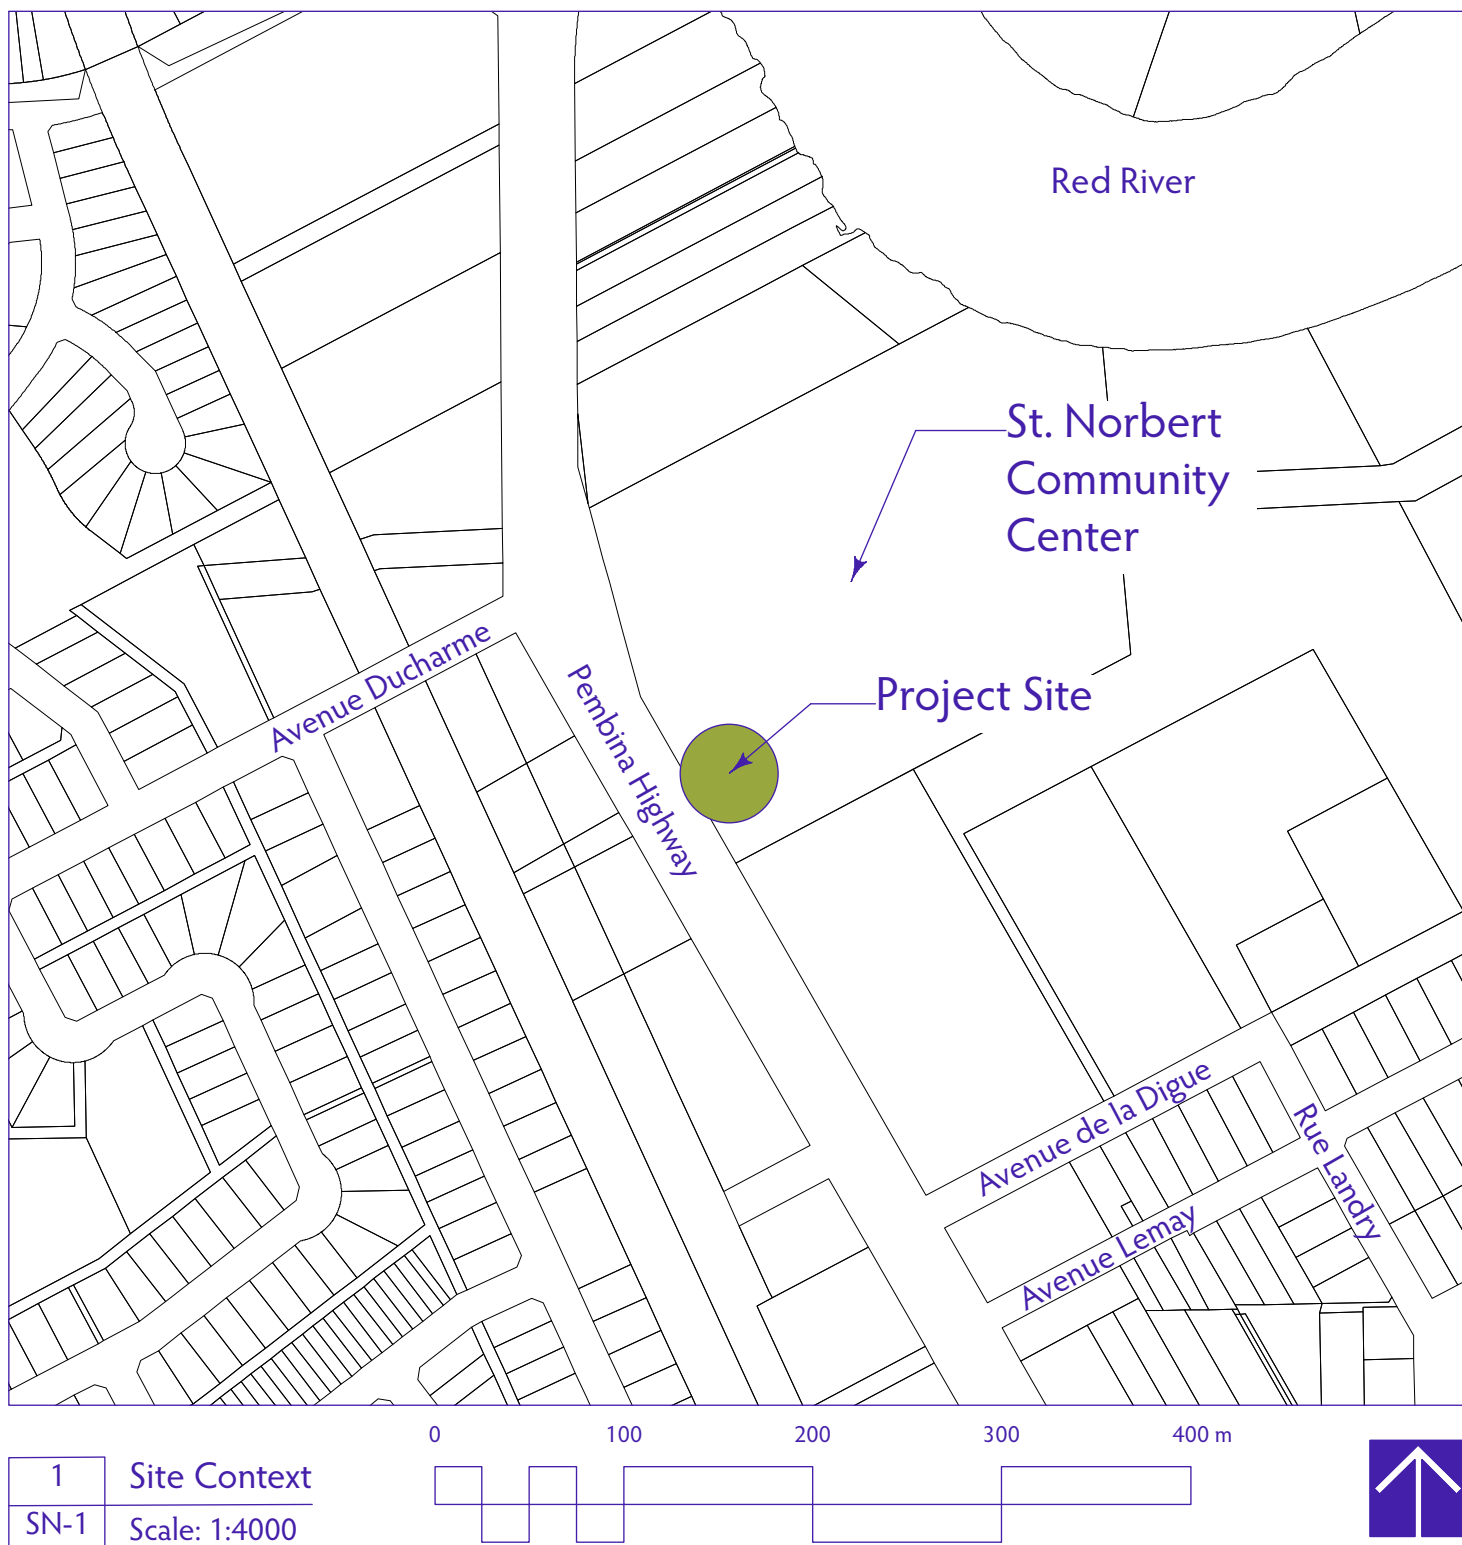 Red River
St. Norbert
Community
Center
Avenue Ducharme
Pembina Highway
Project Site
Avenue de la Digue
Rue Landry
Avenue Lemay
0 100 200 300 400 m
1 Site Context
SN-1 Scale: 1:4000